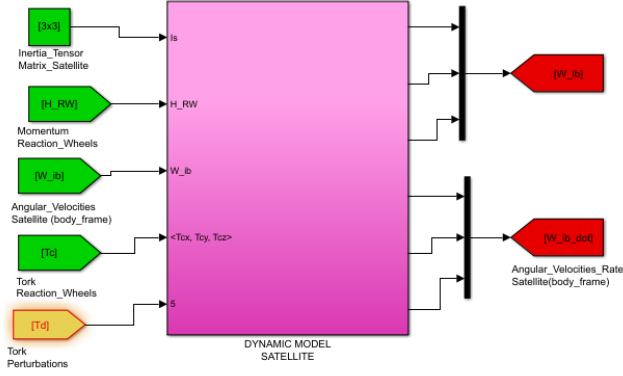 [3x3]
Inertia_Tensor
Matrix_Satellite
[H_RW]
Momentum
Reaction_Wheels
[W_ib]
Angular_Velocities
Satellite (body_frame)
[Tc]
Tork
Reaction_Wheels
[Td]
Tork
Perturbations
Is
H_RW
W_ib
<Tcx, Tcy, Tcz>
5
DYNAMIC MODEL
SATELLITE
[W_ib]
[W_ib_dot]
Angular_Velocities_Rate
Satellite(body_frame)